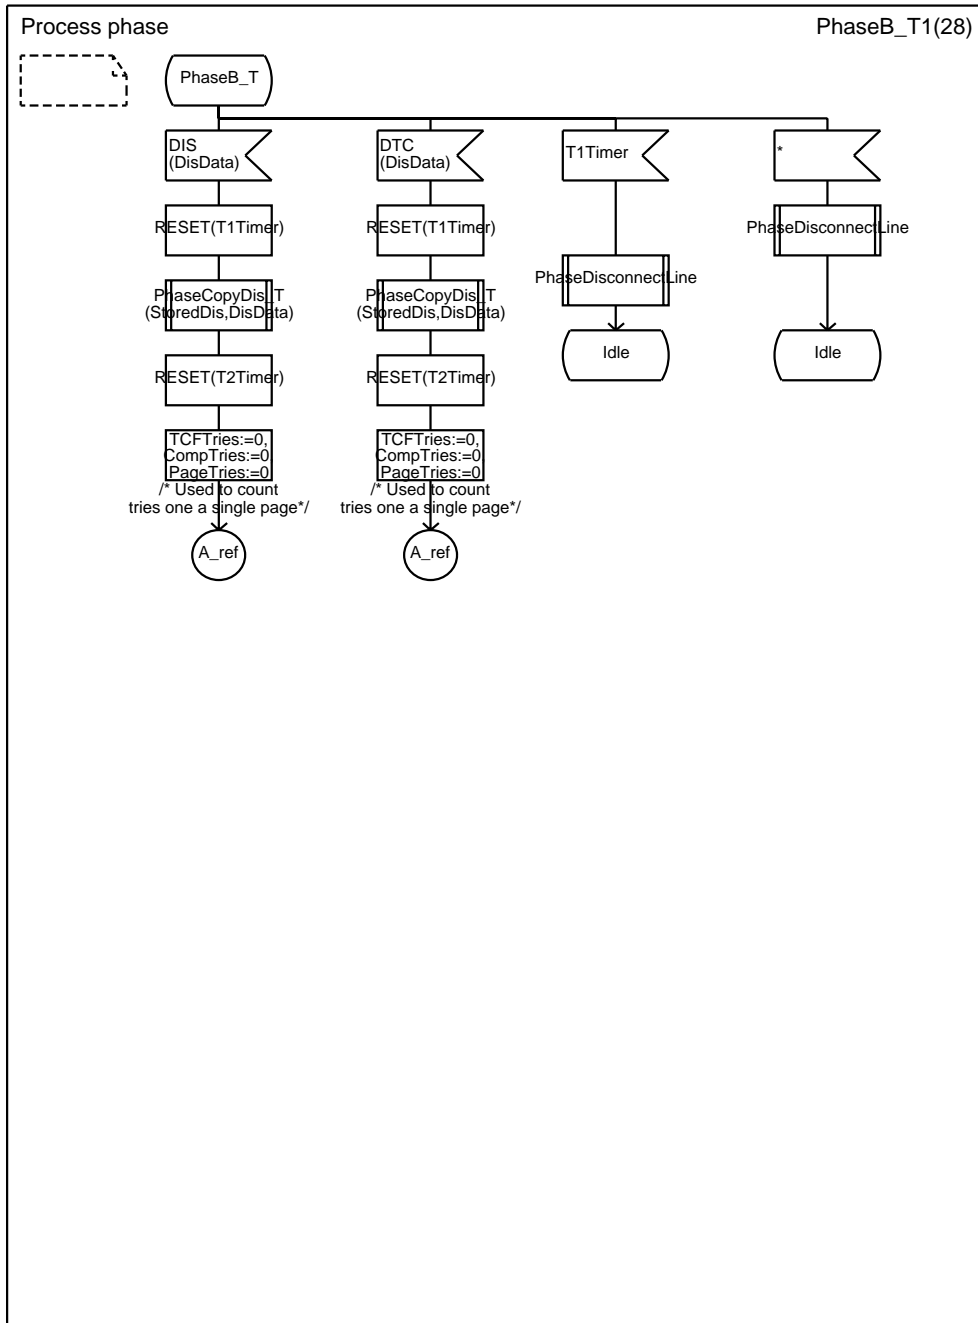 Process phase
PhaseB_T1(28)
PhaseB_T
DIS
(DisData)
RESET(T1Timer)
PhaseCopyDis_T
(StoredDis,DisData)
RESET(T2Timer)
TCFTries:=0,
CompTries:=0,
PageTries:=0
/* Used to count
tries one a single page*/
A_ref
DTC
(DisData)
RESET(T1Timer)
PhaseCopyDis_T
(StoredDis,DisData)
RESET(T2Timer)
TCFTries:=0,
CompTries:=0,
PageTries:=0
/* Used to count
tries one a single page*/
A_ref
T1Timer
PhaseDisconnectLine
Idle
*
PhaseDisconnectLine
Idle